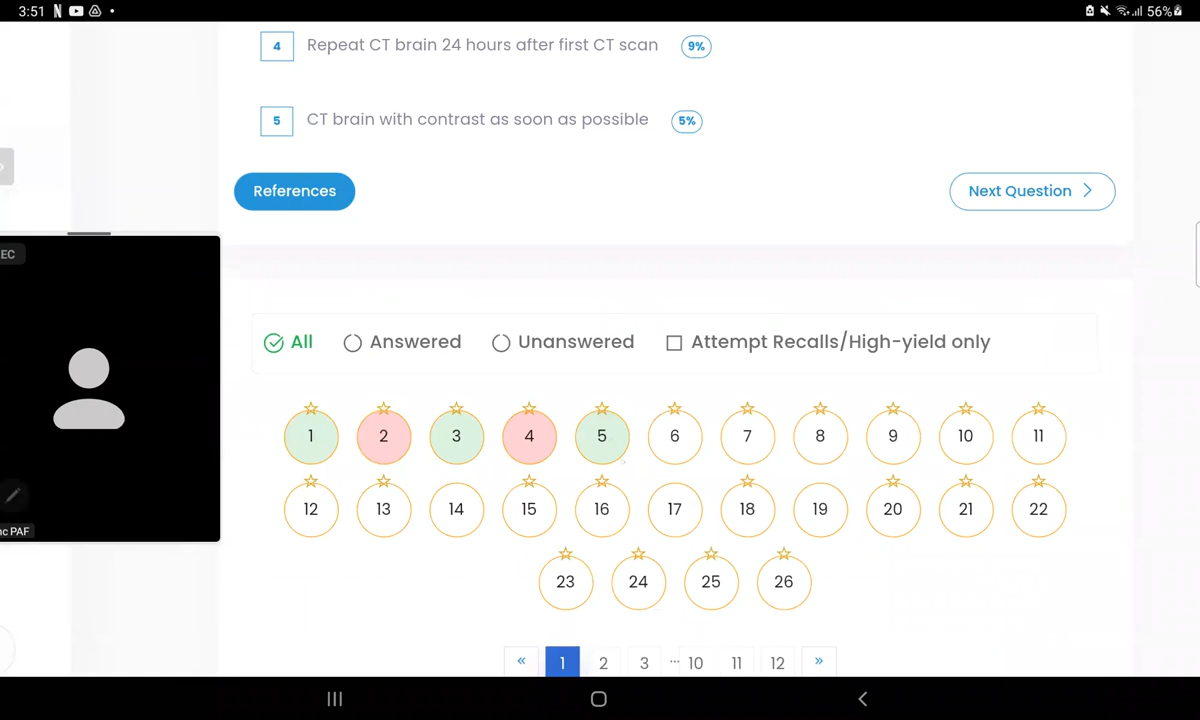 3:51 56%
4 Repeat CT brain 24 hours after first CT scan 9%
5 CT brain with contrast as soon as possible 5%
References Next Question >
EC
All Answered Unanswered Attempt Recalls/High-yield only
1 2 3 4 5 6 7 8 9 10 11
12 13 14 15 16 17 18 19 20 21 22
nc PAF
23 24 25 26
« 1 2 3 ... 10 11 12 »